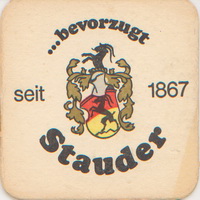 ...bevorzugt
seit 1867
Stauder